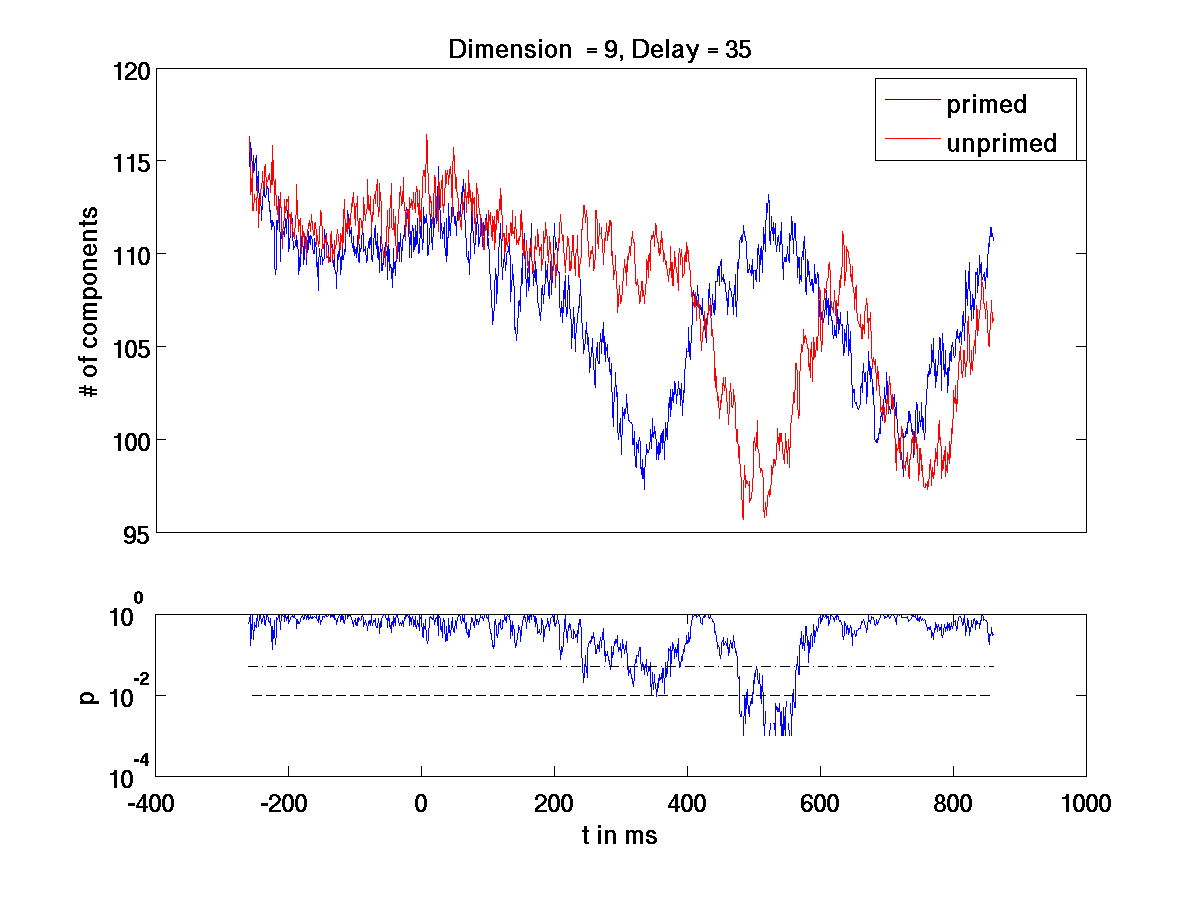 Dimension = 9, Delay = 35
120
115
110
105
100
95
# of components
primed
unprimed
10^0
10^-2
10^-4
p
-400 -200 0 200 400 600 800 1000
t in ms